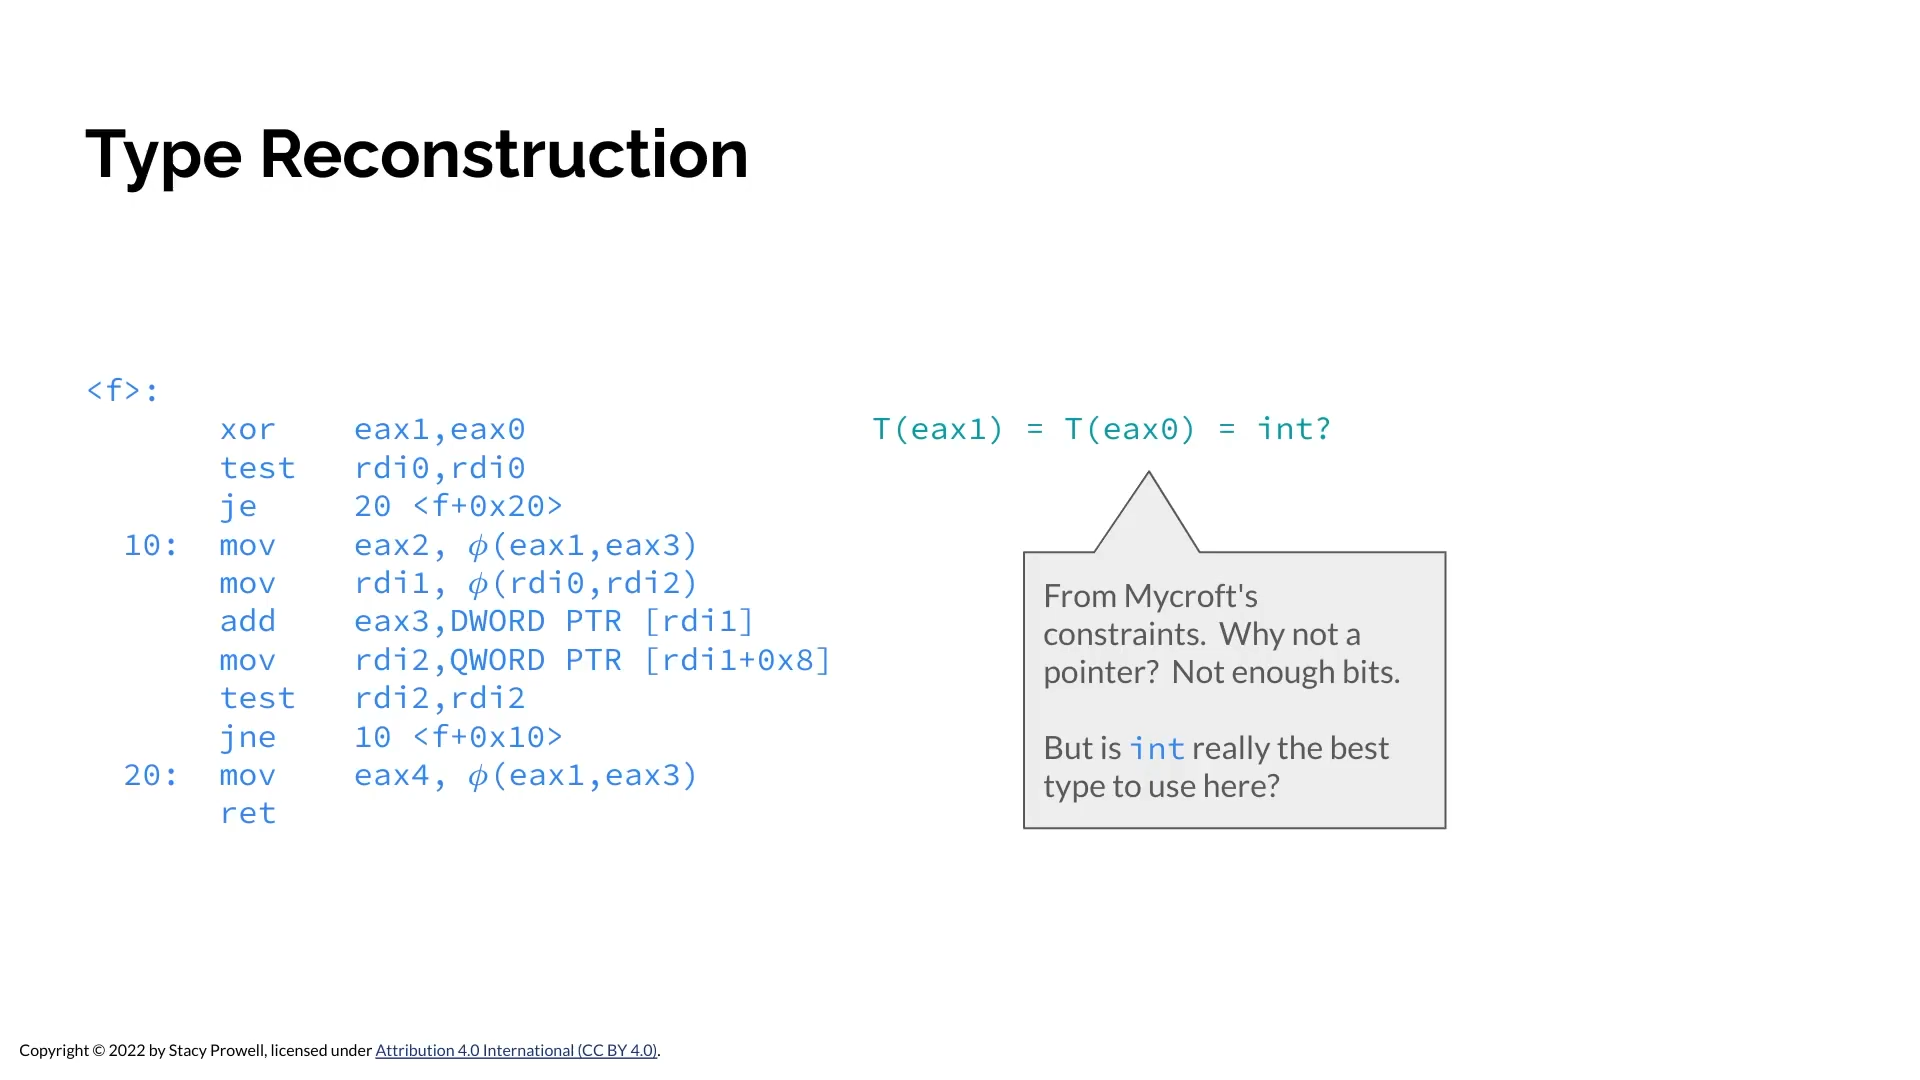 Type Reconstruction
<f>:
xor eax1,eax0 T(eax1) = T(eax0) = int?
test rdi0,rdi0
je 20 <f+0x20>
10: mov eax2, ϕ(eax1,eax3)
mov rdi1, ϕ(rdi0,rdi2)
add eax3,DWORD PTR [rdi1]
mov rdi2,QWORD PTR [rdi1+0x8]
test rdi2,rdi2
jne 10 <f+0x10>
20: mov eax4, ϕ(eax1,eax3)
ret
From Mycroft's
constraints. Why not a
pointer? Not enough bits.
But is int really the best
type to use here?
Copyright © 2022 by Stacy Prowell, licensed under Attribution 4.0 International (CC BY 4.0).